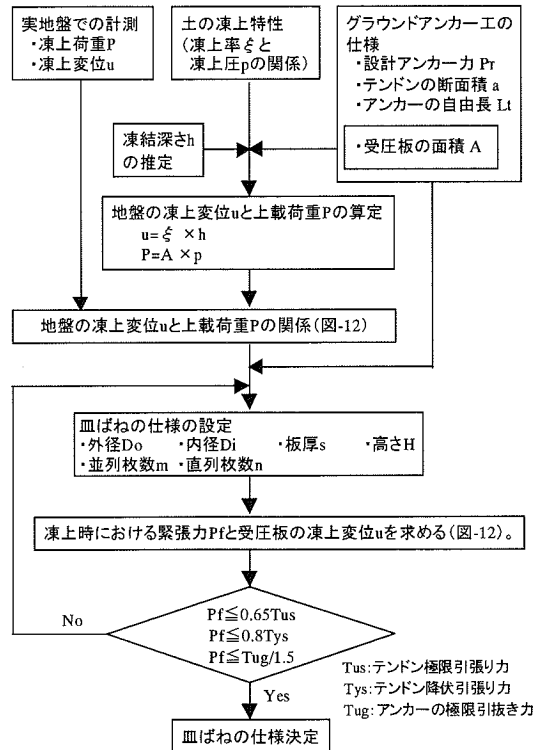 実地盤での計測
・凍上荷重P
・凍上変位u
土の凍上特性
(凍上率ξと
凍上圧pの関係)
グラウンドアンカー工の
仕様
・設計アンカー力 Pr
・テンドンの断面積 a
・アンカーの自由長 Lt
・受圧板の面積 A
凍結深さh
の推定
地盤の凍上変位uと上載荷重Pの算定
u=ξ ×h
P=A ×p
地盤の凍上変位uと上載荷重Pの関係(図-12)
皿ばねの仕様の設定
・外径Do ・内径Di ・板厚s ・高さH
・並列枚数m ・直列枚数n
凍上時における緊張力Pfと受圧板の凍上変位uを求める(図-12)。
Pf≦0.65Tus
Pf≦0.8Tys
Pf≦Tug/1.5
No
Yes
Tus:テンドン極限引張り力
Tys:テンドン降伏引張り力
Tug:アンカーの極限引抜き力
皿ばねの仕様決定